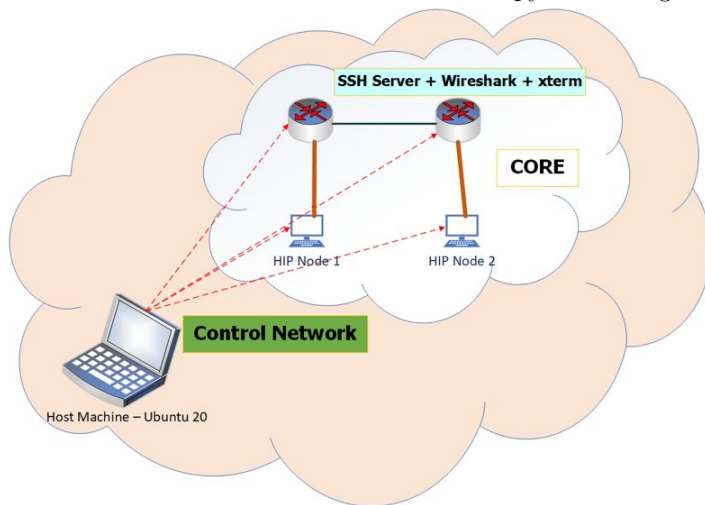 SSH Server + Wireshark + xterm
CORE
HIP Node 1
HIP Node 2
Control Network
Host Machine – Ubuntu 20